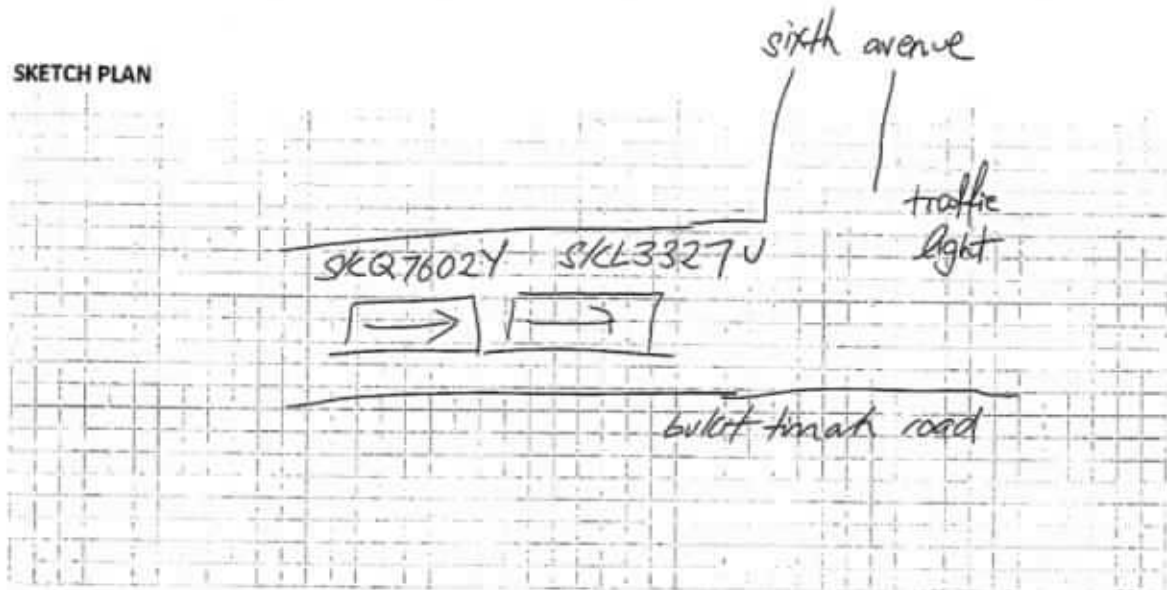 sixth avenue
SKETCH PLAN
traffic
light
SKQ7602Y SKL3327U
bukit timah road